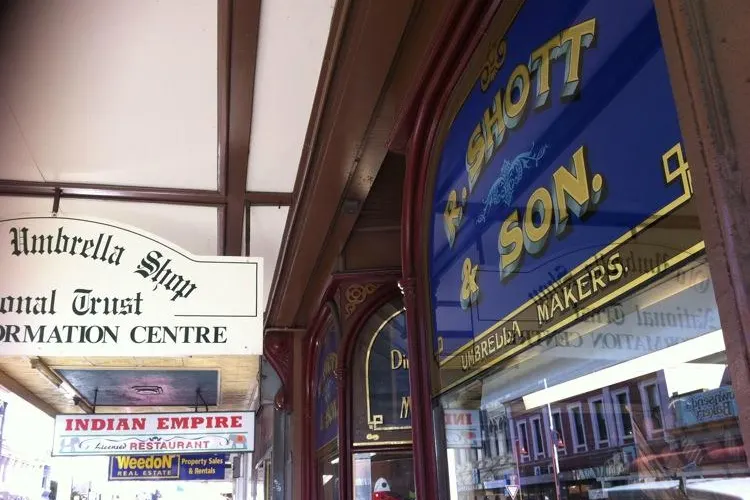 Umbrella Shop
onal Trust
ORMATION CENTRE
INDIAN EMPIRE
Licensed RESTAURANT
WEEDON
REAL ESTATE
Property Sales
& Rentals
R. SHOTT
& SON.
UMBRELLA MAKERS.